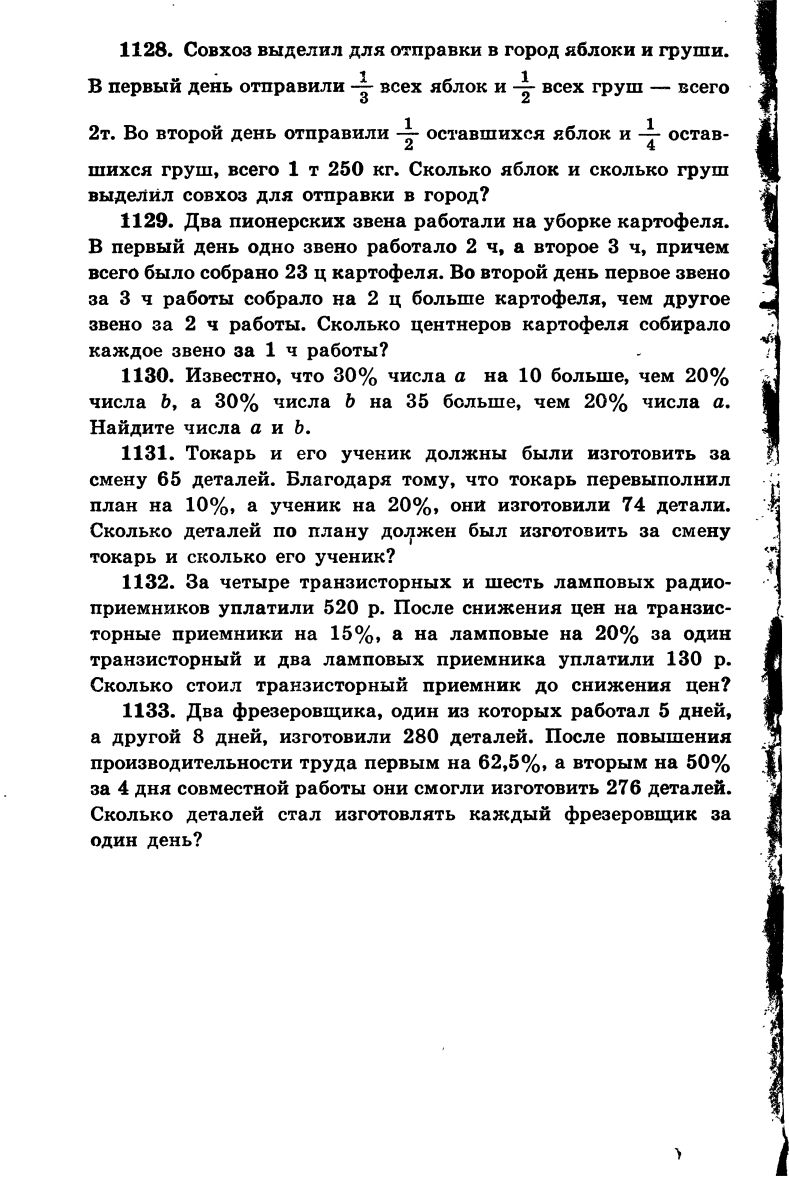 1128. Совхоз выделил для отправки в город яблоки и груши.
В первый день отправили 1/3 всех яблок и 1/2 всех груш — всего
2т. Во второй день отправили 1/2 оставшихся яблок и 1/4 остав-
шихся груш, всего 1 т 250 кг. Сколько яблок и сколько груш
выделил совхоз для отправки в город?
1129. Два пионерских звена работали на уборке картофеля.
В первый день одно звено работало 2 ч, а второе 3 ч, причем
всего было собрано 23 ц картофеля. Во второй день первое звено
за 3 ч работы собрало на 2 ц больше картофеля, чем другое
звено за 2 ч работы. Сколько центнеров картофеля собирало
каждое звено за 1 ч работы?
1130. Известно, что 30% числа a на 10 больше, чем 20%
числа b, а 30% числа b на 35 больше, чем 20% числа a.
Найдите числа a и b.
1131. Токарь и его ученик должны были изготовить за
смену 65 деталей. Благодаря тому, что токарь перевыполнил
план на 10%, а ученик на 20%, они изготовили 74 детали.
Сколько деталей по плану должен был изготовить за смену
токарь и сколько его ученик?
1132. За четыре транзисторных и шесть ламповых радио-
приемников уплатили 520 р. После снижения цен на транзис-
торные приемники на 15%, а на ламповые на 20% за один
транзисторный и два ламповых приемника уплатили 130 р.
Сколько стоил транзисторный приемник до снижения цен?
1133. Два фрезеровщика, один из которых работал 5 дней,
а другой 8 дней, изготовили 280 деталей. После повышения
производительности труда первым на 62,5%, а вторым на 50%
за 4 дня совместной работы они смогли изготовить 276 деталей.
Сколько деталей стал изготовлять каждый фрезеровщик за
один день?